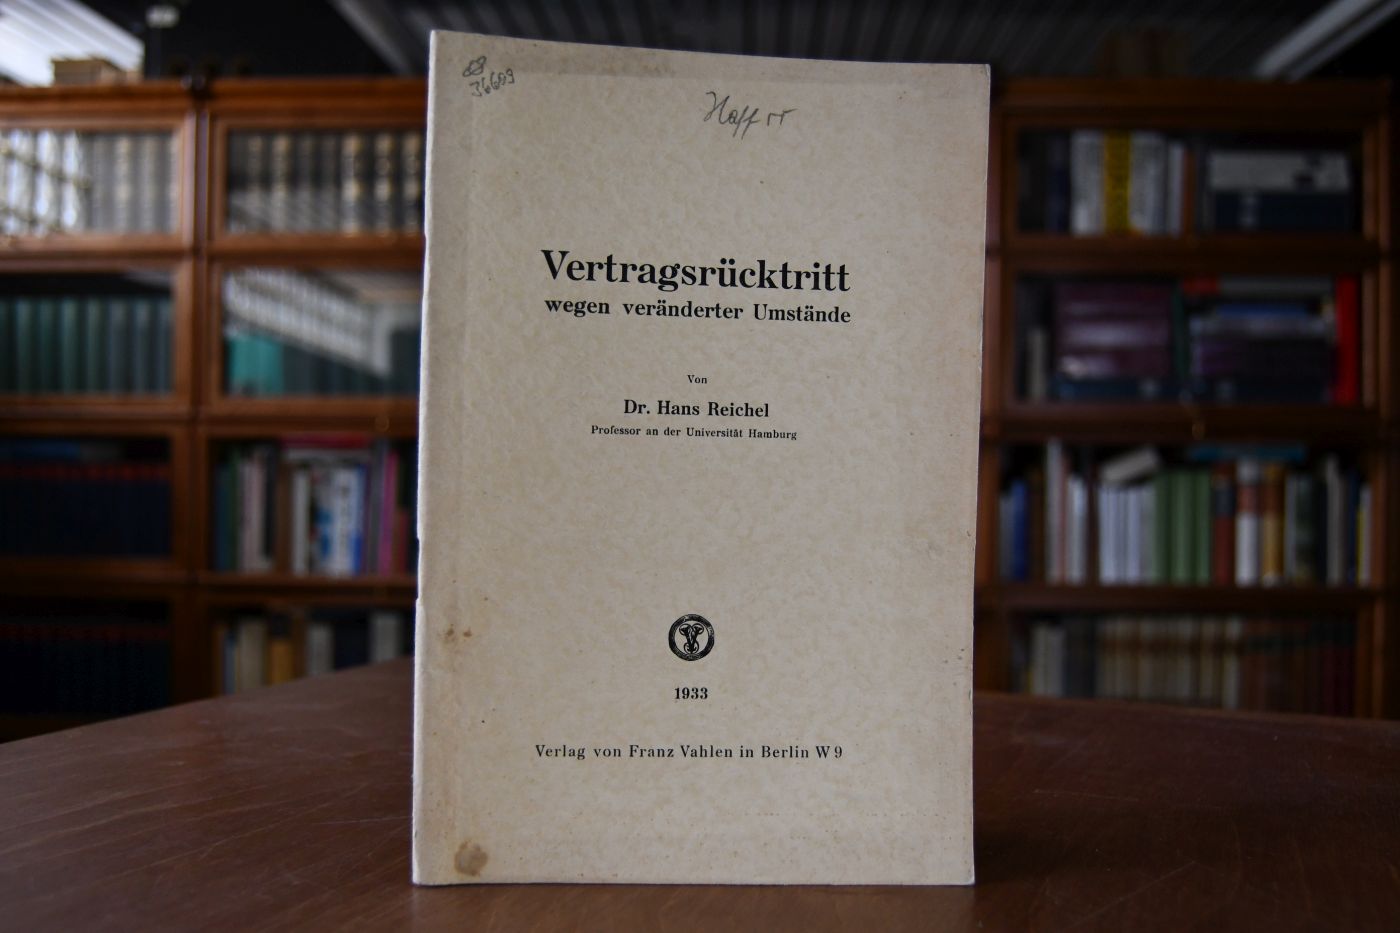 36609
Vertragsrücktritt
wegen veränderter Umstände
Von
Dr. Hans Reichel
Professor an der Universität Hamburg
1933
Verlag von Franz Vahlen in Berlin W 9